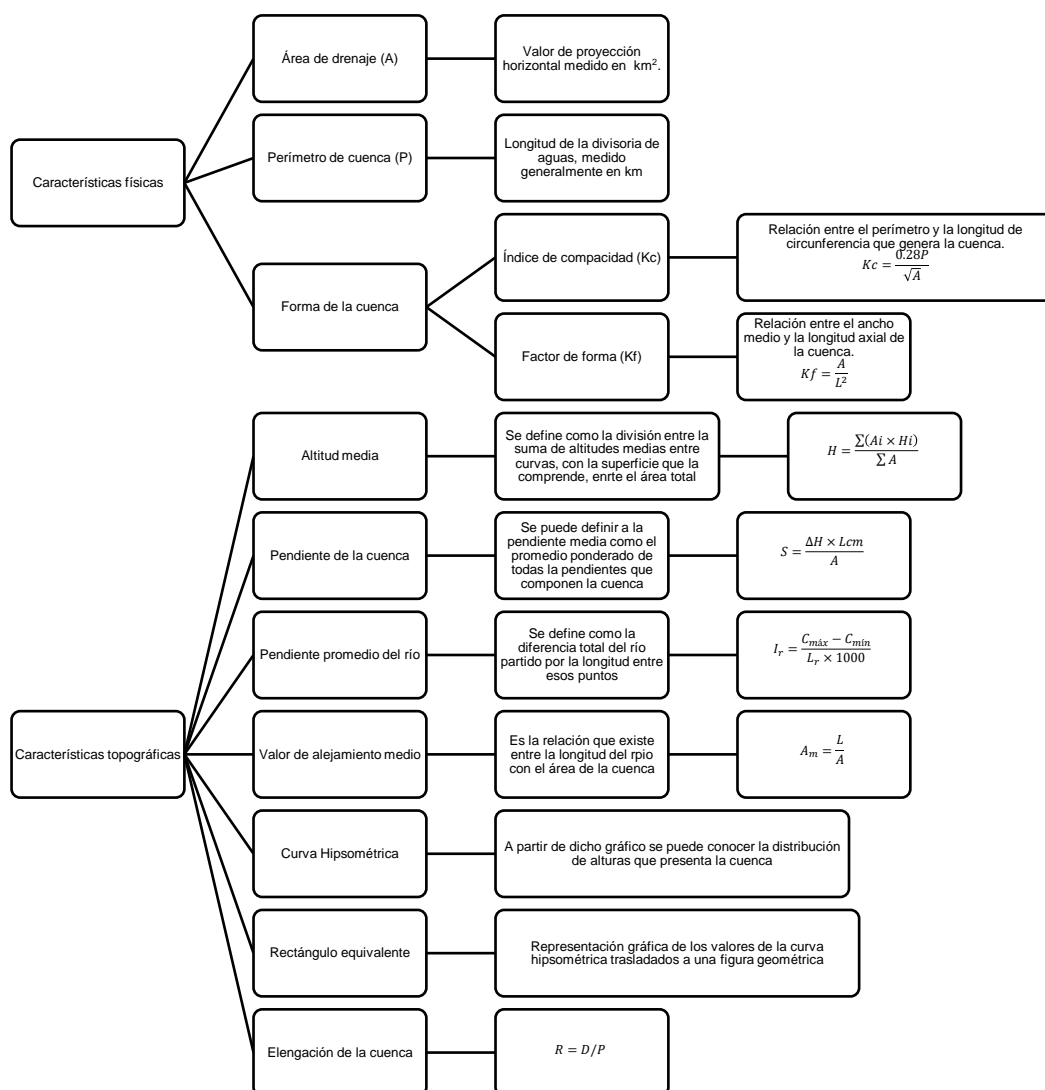 Características físicas
Área de drenaje (A)
Valor de proyección
horizontal medido en km².
Perímetro de cuenca (P)
Longitud de la divisoria de
aguas, medido
generalmente en km
Forma de la cuenca
Índice de compacidad (Kc)
Relación entre el perímetro y la longitud de
circunferencia que genera la cuenca.
Kc = 0.28P / √A
Factor de forma (Kf)
Relación entre el ancho
medio y la longitud axial de
la cuenca.
Kf = A / L²
Características topográficas
Altitud media
Se define como la división entre la
suma de altitudes medias entre
curvas, con la superficie que la
comprende, enrte el área total
H = ∑(Ai × Hi) / ∑ A
Pendiente de la cuenca
Se puede definir a la
pendiente media como el
promedio ponderado de
todas la pendientes que
componen la cuenca
S = ΔH × Lcm / A
Pendiente promedio del río
Se define como la
diferencia total del río
partido por la longitud entre
esos puntos
I_r = C_máx − C_mín / L_r × 1000
Valor de alejamiento medio
Es la relación que existe
entre la longitud del rpio
con el área de la cuenca
A_m = L / A
Curva Hipsométrica
A partir de dicho gráfico se puede conocer la distribución
de alturas que presenta la cuenca
Rectángulo equivalente
Representación gráfica de los valores de la curva
hipsométrica trasladados a una figura geométrica
Elengación de la cuenca
R = D/P